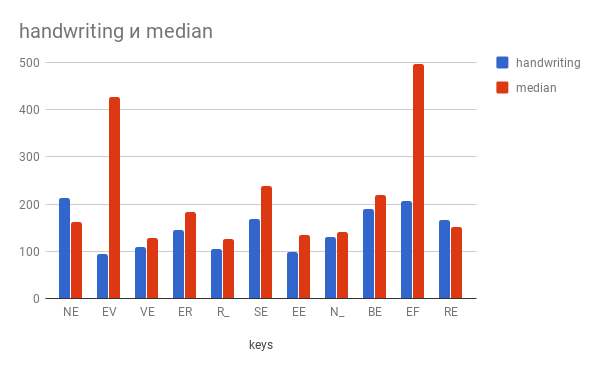 handwriting и median
500
400
300
200
100
0
NE EV VE ER R_ SE EE N_ BE EF RE
keys
handwriting
median